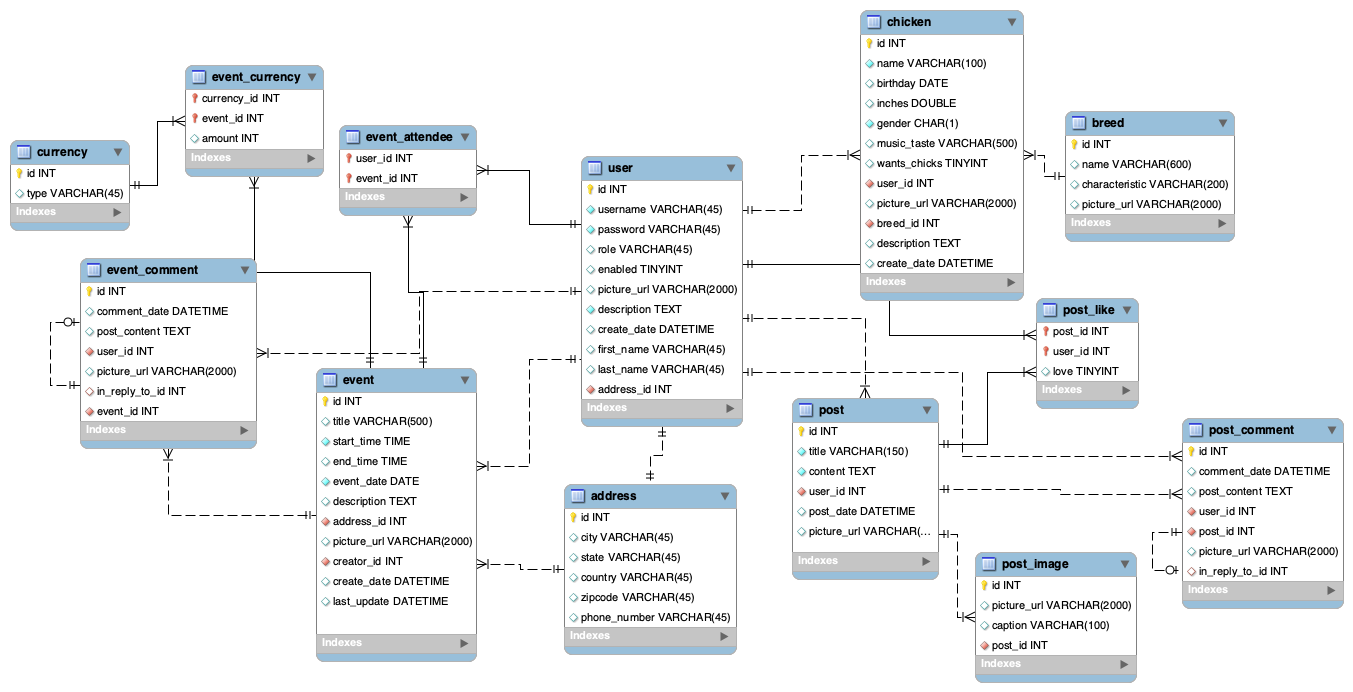 chicken
id INT
name VARCHAR(100)
birthday DATE
inches DOUBLE
gender CHAR(1)
music_taste VARCHAR(500)
wants_chicks TINYINT
user_id INT
picture_url VARCHAR(2000)
breed_id INT
description TEXT
create_date DATETIME
Indexes
event_currency
currency_id INT
event_id INT
amount INT
Indexes
currency
id INT
type VARCHAR(45)
Indexes
event_attendee
user_id INT
event_id INT
Indexes
user
id INT
username VARCHAR(45)
password VARCHAR(45)
role VARCHAR(45)
enabled TINYINT
picture_url VARCHAR(2000)
description TEXT
create_date DATETIME
first_name VARCHAR(45)
last_name VARCHAR(45)
address_id INT
Indexes
breed
id INT
name VARCHAR(600)
characteristic VARCHAR(200)
picture_url VARCHAR(2000)
Indexes
event_comment
id INT
comment_date DATETIME
post_content TEXT
user_id INT
picture_url VARCHAR(2000)
in_reply_to_id INT
event_id INT
Indexes
event
id INT
title VARCHAR(500)
start_time TIME
end_time TIME
event_date DATE
description TEXT
address_id INT
picture_url VARCHAR(2000)
creator_id INT
create_date DATETIME
last_update DATETIME
Indexes
address
id INT
city VARCHAR(45)
state VARCHAR(45)
country VARCHAR(45)
zipcode VARCHAR(45)
phone_number VARCHAR(45)
Indexes
post_like
post_id INT
user_id INT
love TINYINT
Indexes
post
id INT
title VARCHAR(150)
content TEXT
user_id INT
post_date DATETIME
picture_url VARCHAR(...
Indexes
post_comment
id INT
comment_date DATETIME
post_content TEXT
user_id INT
post_id INT
picture_url VARCHAR(2000)
in_reply_to_id INT
Indexes
post_image
id INT
picture_url VARCHAR(2000)
caption VARCHAR(100)
post_id INT
Indexes